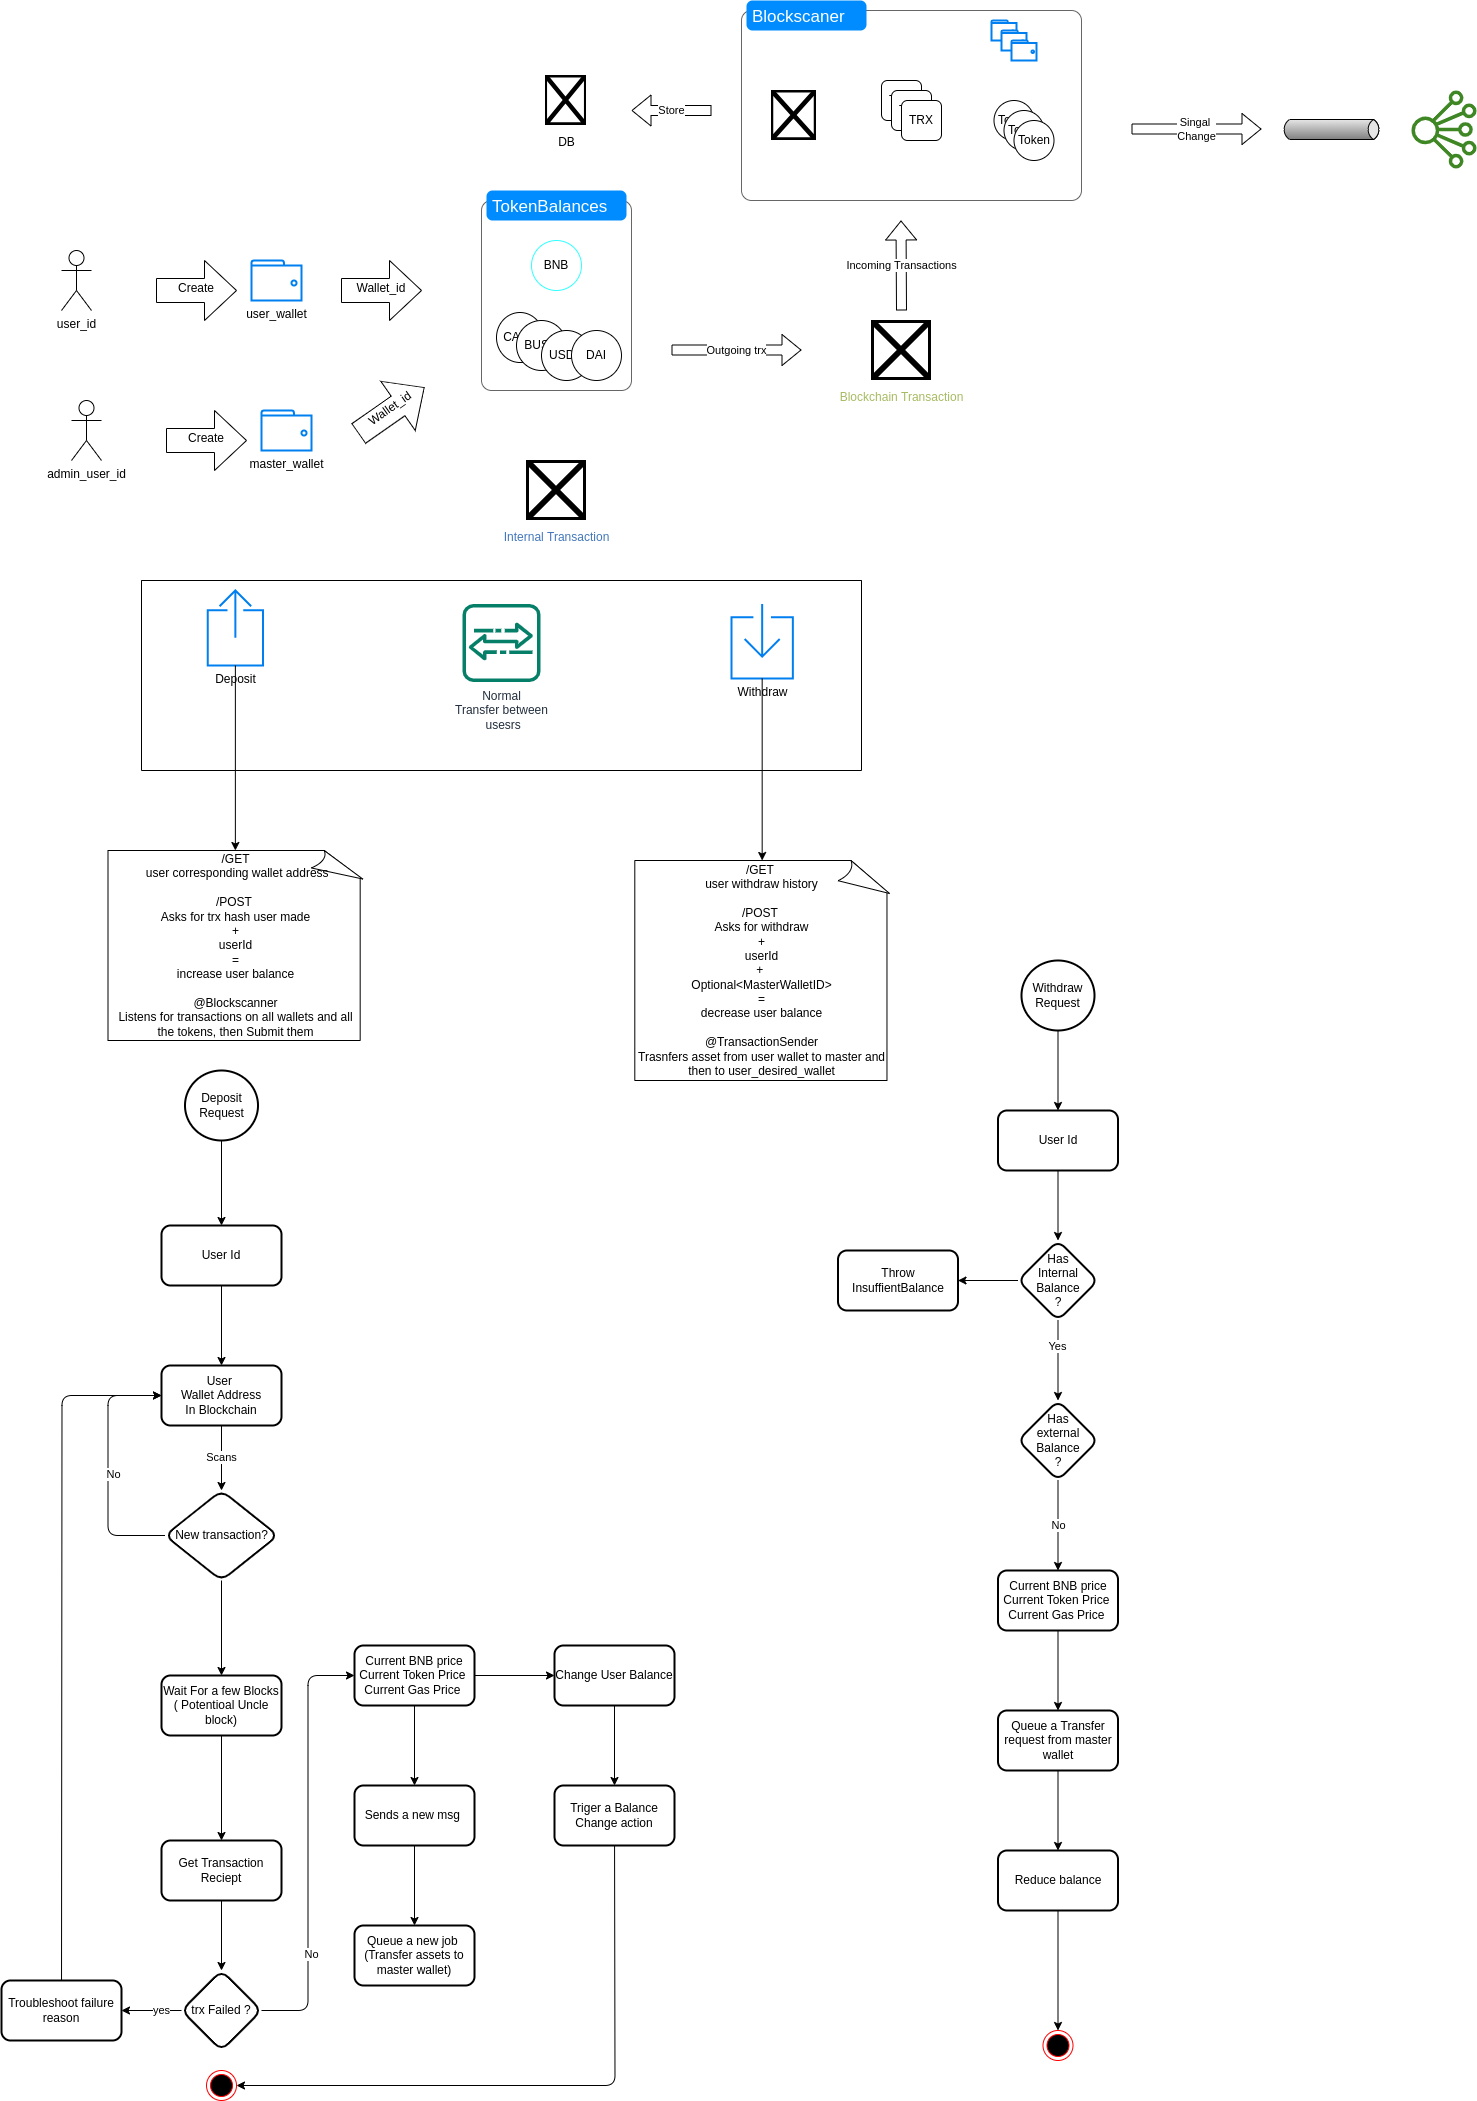 Blockscaner
TRX
Token
Store
DB
Singal
Change
TokenBalances
BNB
CA
BUS
USD
DAI
Incoming Transactions
Outgoing trx
Blockchain Transaction
Create
user_wallet
Wallet_id
user_id
Create
master_wallet
Wallet_id
admin_user_id
Internal Transaction
Deposit
Normal
Transfer between
usesrs
Withdraw
/GET
user corresponding wallet address
/POST
Asks for trx hash user made
+
userId
=
increase user balance
@Blockscanner
Listens for transactions on all wallets and all
the tokens, then Submit them
/GET
user withdraw history
/POST
Asks for withdraw
+
userId
+
Optional<MasterWalletID>
=
decrease user balance
@TransactionSender
Trasnfers asset from user wallet to master and
then to user_desired_wallet
Deposit
Request
User Id
User
Wallet Address
In Blockchain
Scans
No
New transaction?
Wait For a few Blocks
( Potentioal Uncle
block)
Get Transaction
Reciept
trx Failed ?
yes
Troubleshoot failure
reason
No
Current BNB price
Current Token Price
Current Gas Price
Change User Balance
Sends a new msg
Triger a Balance
Change action
Queue a new job
(Transfer assets to
master wallet)
Withdraw
Request
User Id
Has
Internal
Balance
?
Throw
InsuffientBalance
Yes
Has
external
Balance
?
No
Current BNB price
Current Token Price
Current Gas Price
Queue a Transfer
request from master
wallet
Reduce balance